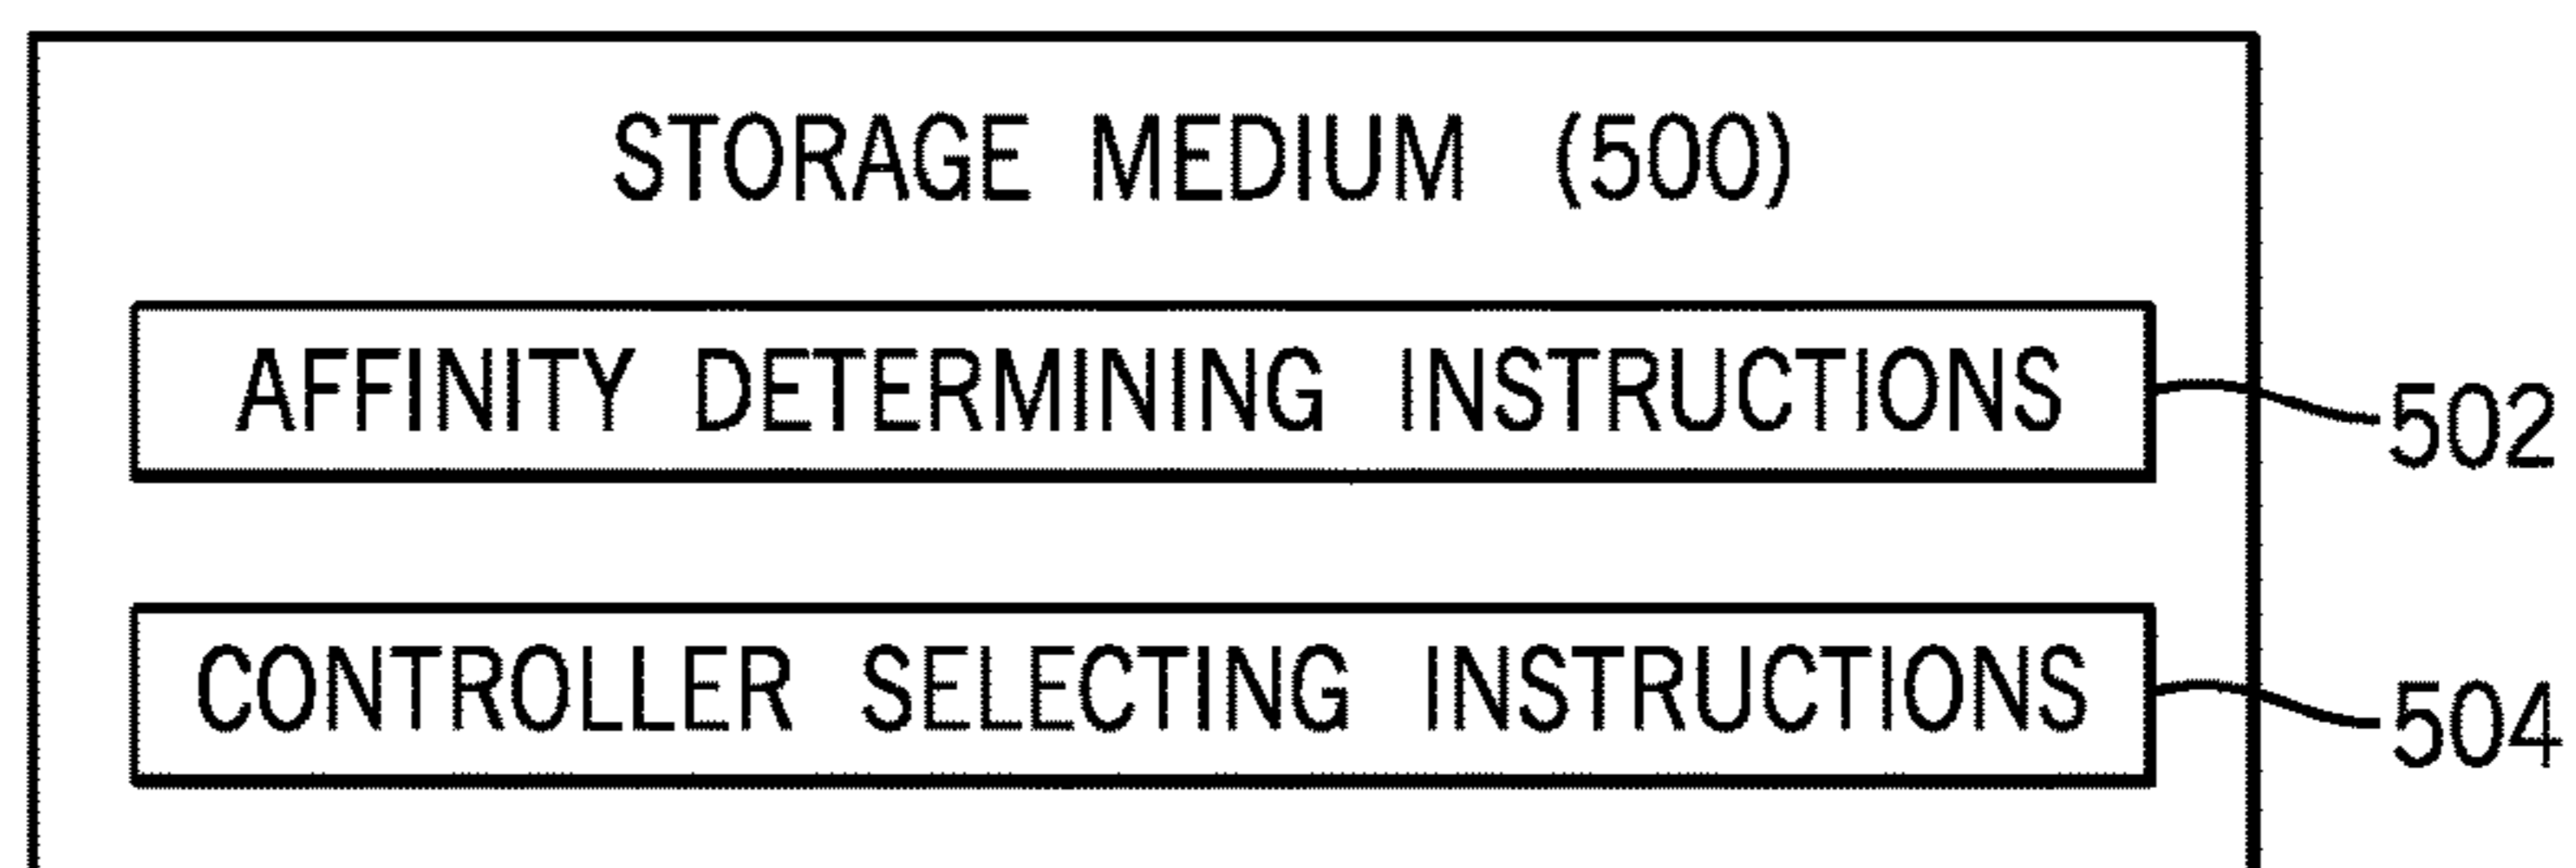 STORAGE MEDIUM (500)
AFFINITY DETERMINING INSTRUCTIONS
502
CONTROLLER SELECTING INSTRUCTIONS
504